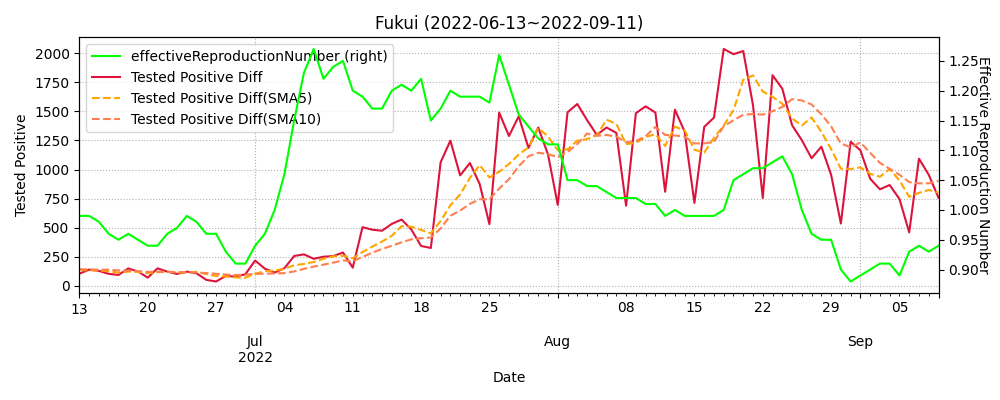 Fukui (2022-06-13~2022-09-11)
effectiveReproductionNumber (right)
Tested Positive Diff
Tested Positive Diff(SMA5)
Tested Positive Diff(SMA10)
Tested Positive
2000
1750
1500
1250
1000
750
500
250
0
Effective Reproduction Number
1.25
1.20
1.15
1.10
1.05
1.00
0.95
0.90
13 20 27 04 11 18 25 08 15 22 29 05
Jul Aug Sep
2022
Date